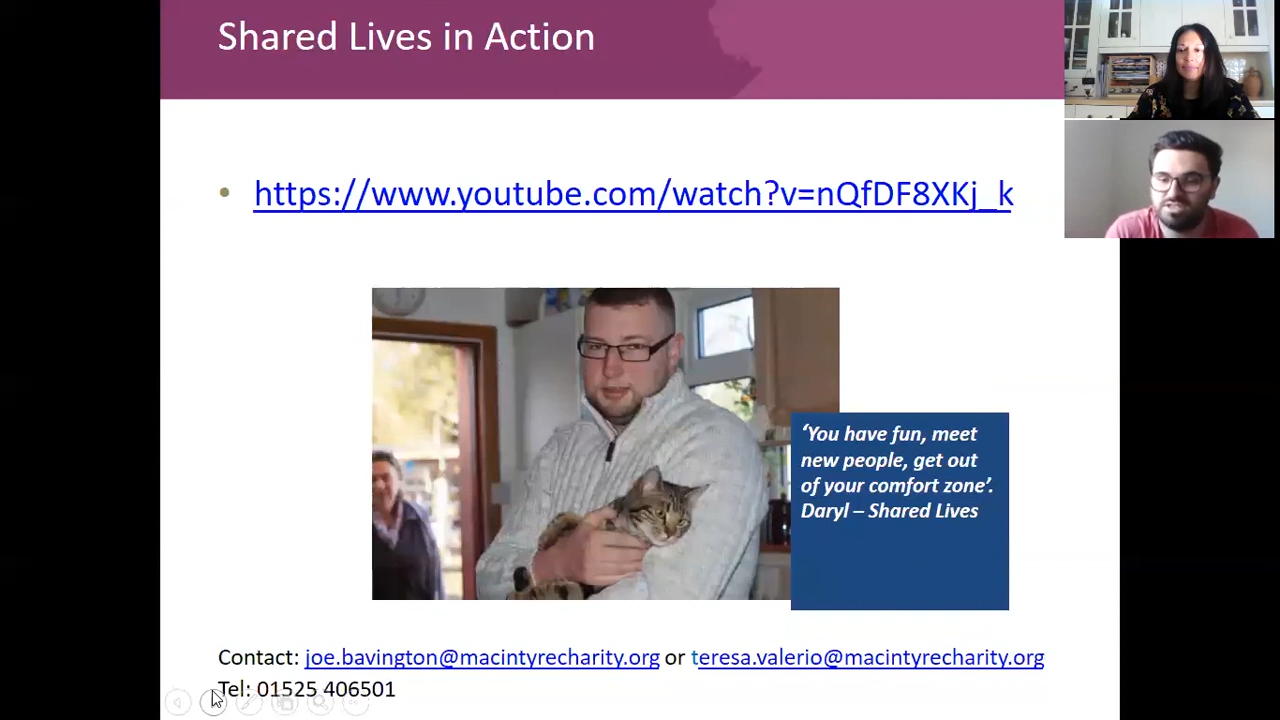 Shared Lives in Action
• https://www.youtube.com/watch?v=nQfDF8XKj_k
‘You have fun, meet
new people, get out
of your comfort zone’.
Daryl – Shared Lives
Contact: joe.bavington@macintyrecharity.org or teresa.valerio@macintyrecharity.org
Tel: 01525 406501